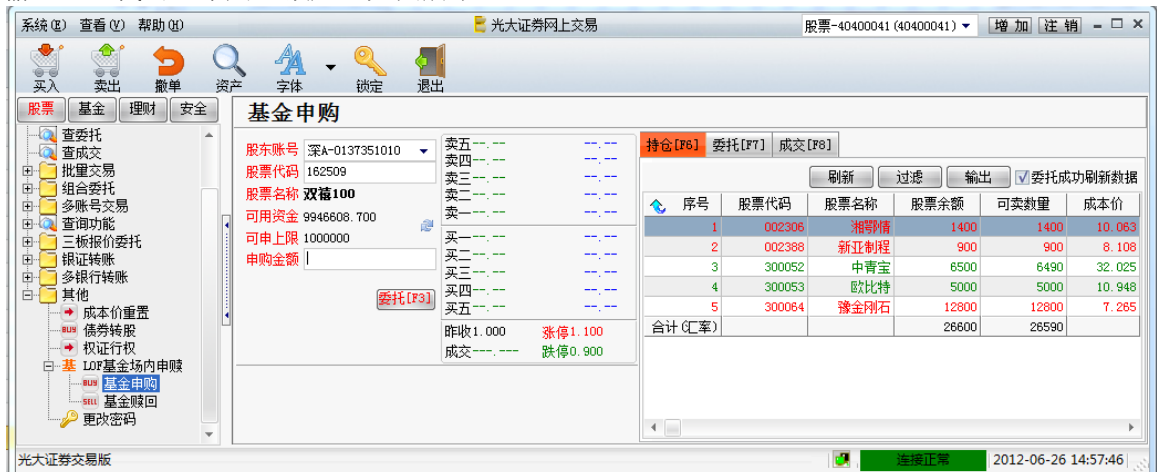 系统(E) 查看(V) 帮助(H) 光大证券网上交易 股票-40400041(40400041) 增加 注销
买入 卖出 撤单 资产 字体 锁定 退出
股票 基金 理财 安全
查委托
查成交
批量交易
组合委托
多账号交易
查询功能
三板报价委托
银证转账
多银行转账
其他
成本价重置
BUY 债券转股
权证行权
基 LOF基金场内申赎
BUY 基金申购
SELL 基金赎回
更改密码
基金申购
股东账号 深A-0137351010
股票代码 162509
股票名称 双禧100
可用资金 9946608.700
可申上限 1000000
申购金额
委托[F3]
卖五--.-- --.--
卖四--.-- --.--
卖三--.-- --.--
卖二--.-- --.--
卖一--.-- --.--
买一--.-- --.--
买二--.-- --.--
买三--.-- --.--
买四--.-- --.--
买五--.-- --.--
昨收1.000 涨停1.100
成交---.--- 跌停0.900
持仓[F6] 委托[F7] 成交[F8]
刷新 过滤 输出 委托成功刷新数据
序号 股票代码 股票名称 股票余额 可卖数量 成本价
1 002306 湘鄂情 1400 1400 10.063
2 002388 新亚制程 900 900 8.108
3 300052 中青宝 6500 6490 32.025
4 300053 欧比特 5000 5000 10.948
5 300064 豫金刚石 12800 12800 7.265
合计(汇率) 26600 26590
光大证券交易版 连接正常 2012-06-26 14:57:46